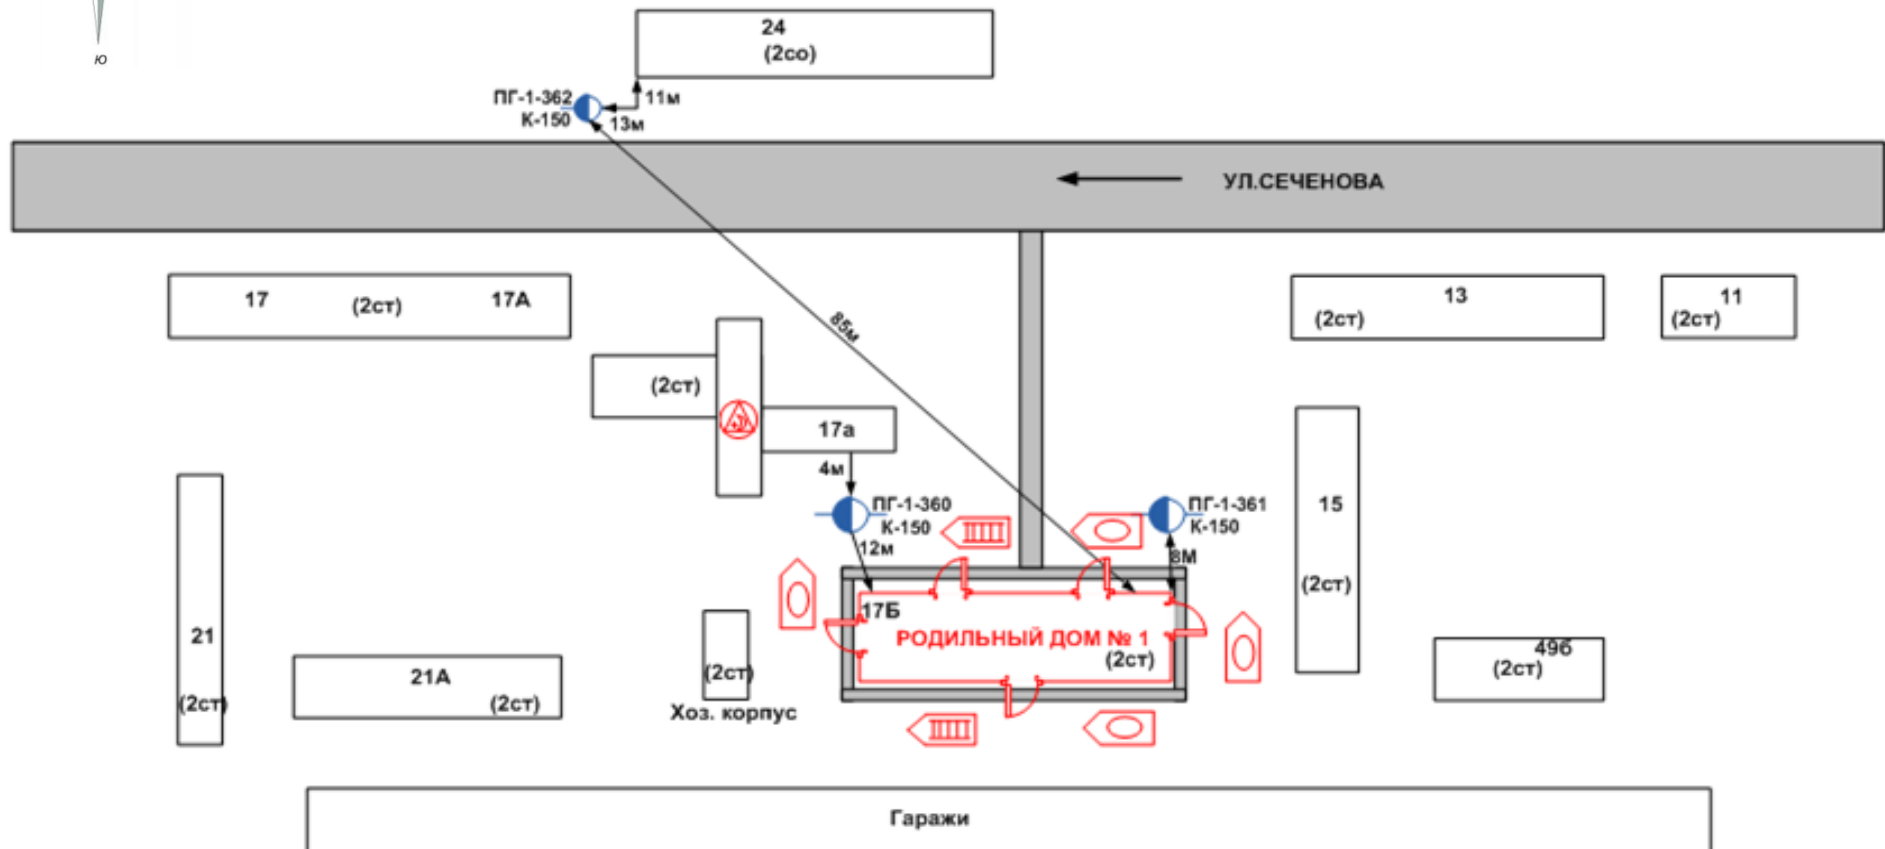 Ю
24
(2со)
ПГ-1-362
К-150
11м
13м
УЛ.СЕЧЕНОВА
17
(2ст)
17А
13
(2ст)
11
(2ст)
85м
(2ст)
17а
4м
ПГ-1-360
К-150
12м
ПГ-1-361
К-150
8М
15
(2ст)
17Б
РОДИЛЬНЫЙ ДОМ № 1
(2ст)
21
(2ст)
21А
(2ст)
(2ст)
Хоз. корпус
49б
(2ст)
Гаражи